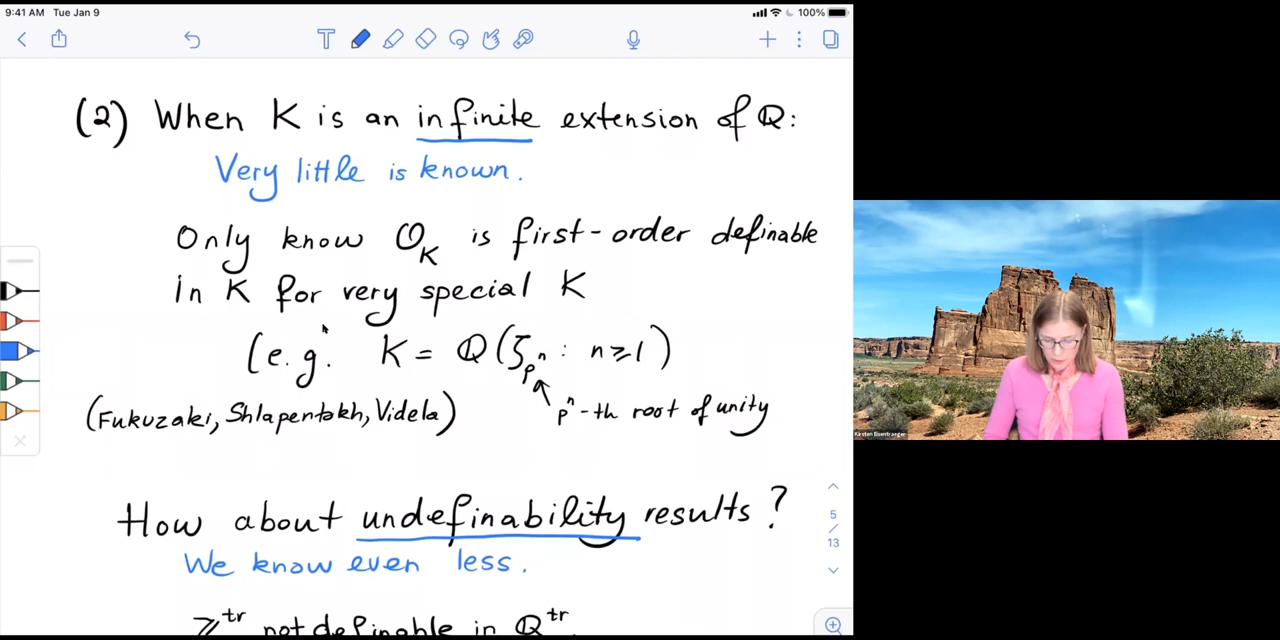 9:41 AM Tue Jan 9
100%
(2) When K is an infinite extension of ℚ:
Very little is known.
Only know 𝒪_K is first-order definable
in K for very special K
(e.g. K = ℚ(ζ_{p^n} : n ≥ 1)
(Fukuzaki, Shlapentokh, Videla)
p^n-th root of unity
How about undefinability results?
We know even less.
ℤ^tr not definable in ℚ^tr
5
/
13
Kirsten Eisentraeger